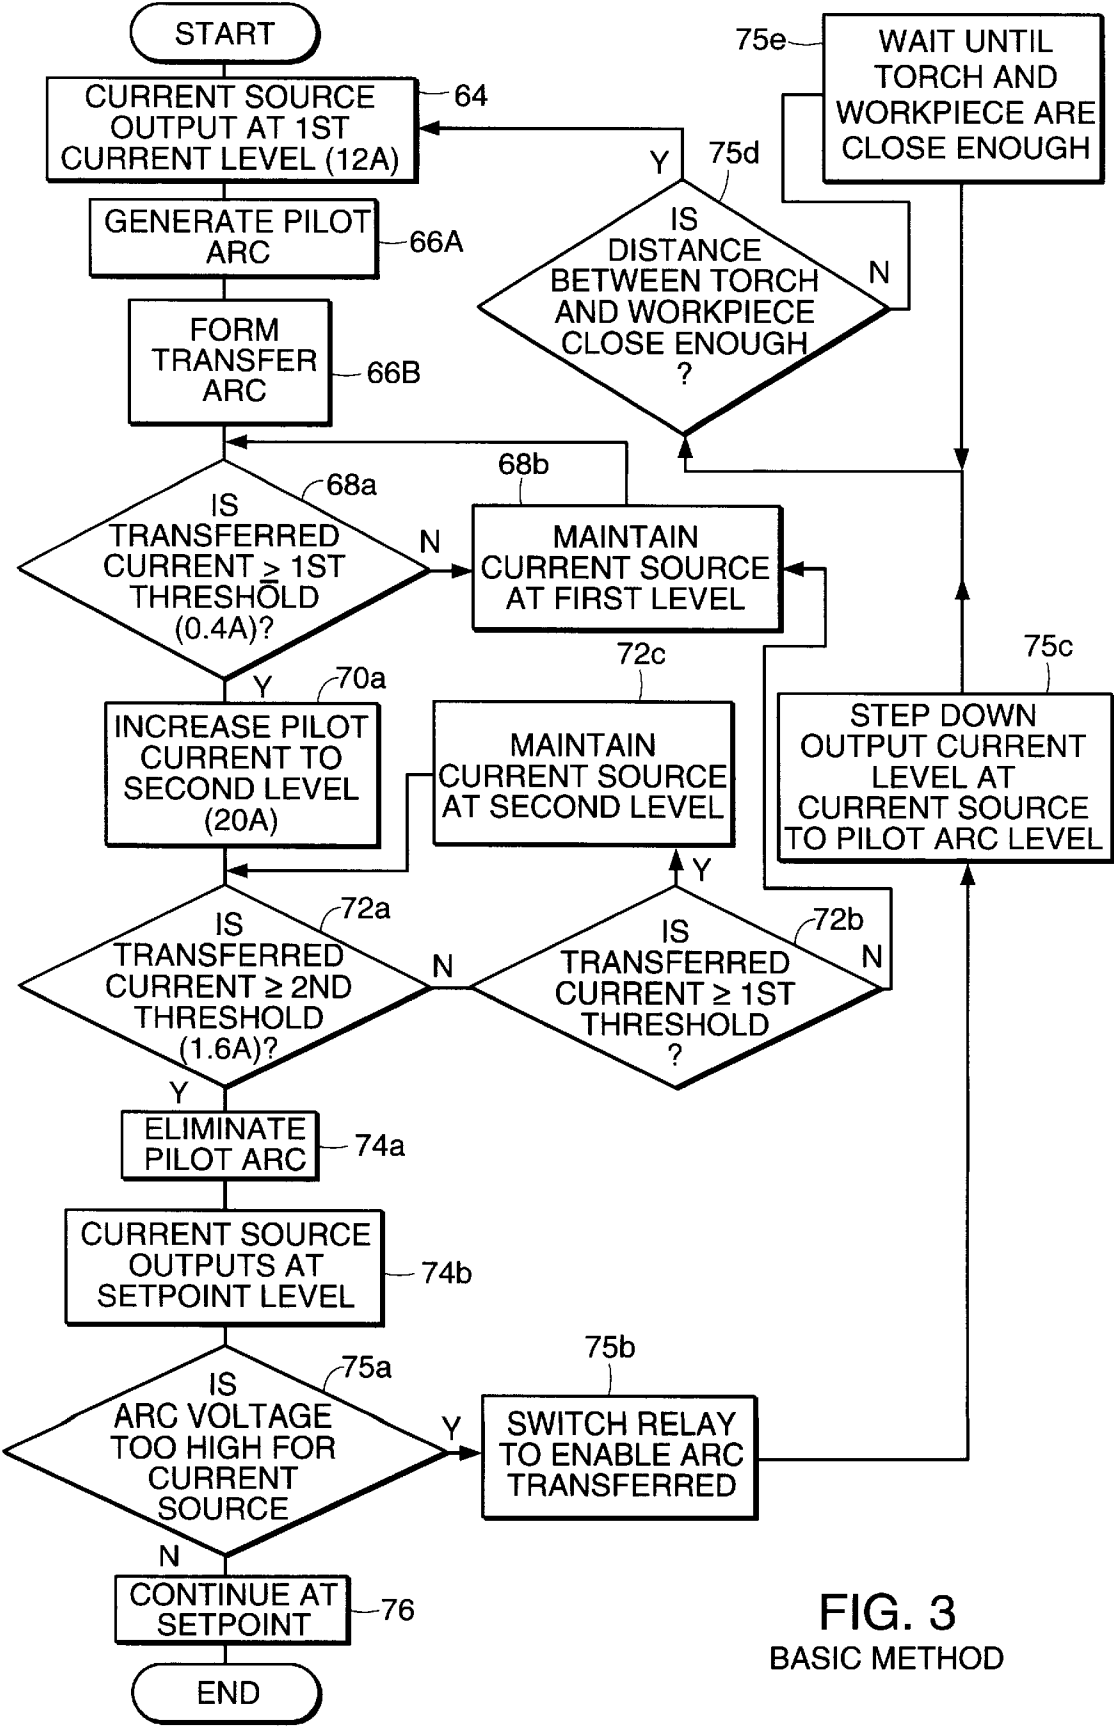 START
CURRENT SOURCE
OUTPUT AT 1ST
CURRENT LEVEL (12A)
64
GENERATE PILOT
ARC
66A
FORM
TRANSFER
ARC
66B
IS
TRANSFERRED
CURRENT ≥ 1ST
THRESHOLD
(0.4A)?
68a
N
Y
68b
MAINTAIN
CURRENT SOURCE
AT FIRST LEVEL
70a
INCREASE PILOT
CURRENT TO
SECOND LEVEL
(20A)
72c
MAINTAIN
CURRENT SOURCE
AT SECOND LEVEL
IS
TRANSFERRED
CURRENT ≥ 2ND
THRESHOLD
(1.6A)?
72a
N
Y
IS
TRANSFERRED
CURRENT ≥ 1ST
THRESHOLD
?
72b
Y
N
ELIMINATE
PILOT ARC
74a
CURRENT SOURCE
OUTPUTS AT
SETPOINT LEVEL
74b
IS
ARC VOLTAGE
TOO HIGH FOR
CURRENT
SOURCE
75a
Y
N
75b
SWITCH RELAY
TO ENABLE ARC
TRANSFERRED
75c
STEP DOWN
OUTPUT CURRENT
LEVEL AT
CURRENT SOURCE
TO PILOT ARC LEVEL
75d
IS
DISTANCE
BETWEEN TORCH
AND WORKPIECE
CLOSE ENOUGH
?
Y
N
75e
WAIT UNTIL
TORCH AND
WORKPIECE ARE
CLOSE ENOUGH
CONTINUE AT
SETPOINT
76
END
FIG. 3
BASIC METHOD